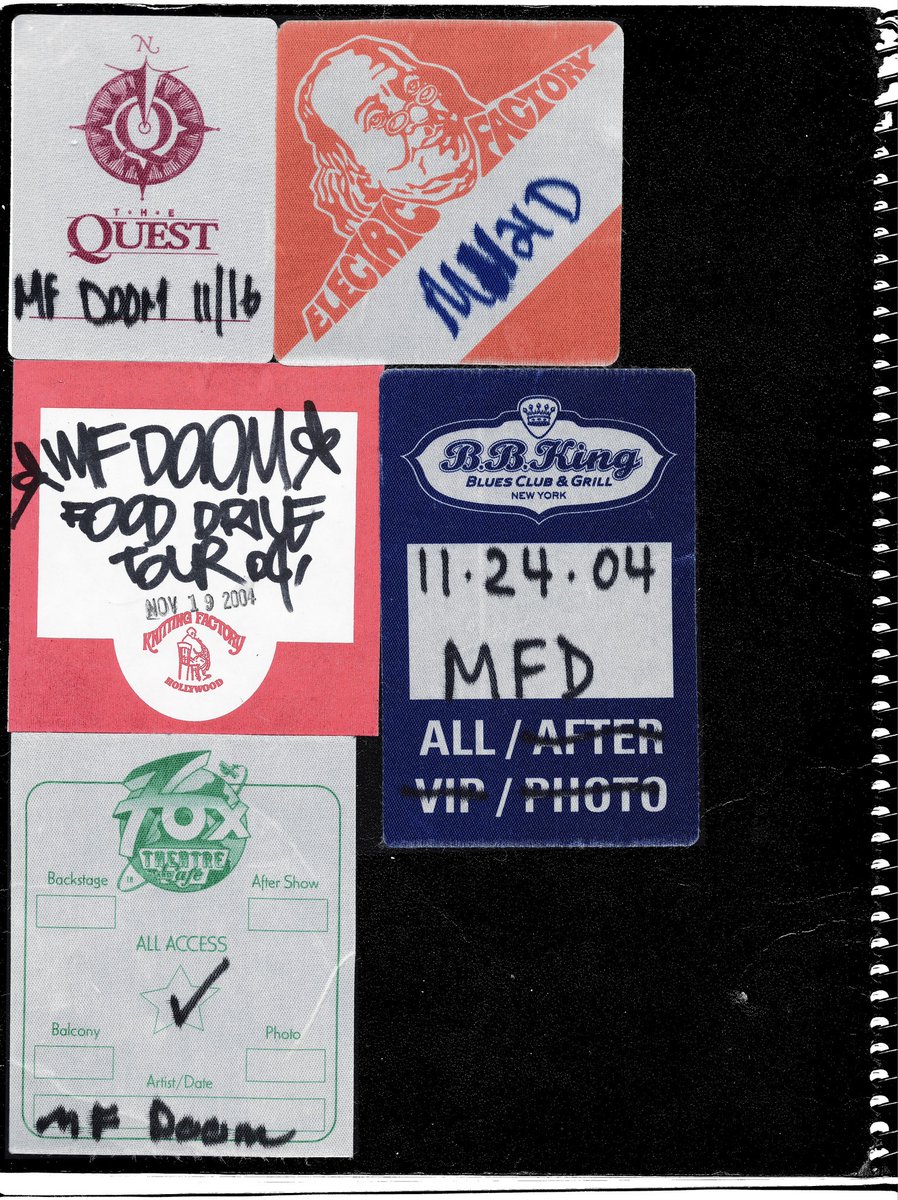 N
Q
THE
QUEST
MF DOOM 11/16
ELECTRIC FACTORY
MF DOOM
FOOD DRIVE
TOUR 04
NOV 19 2004
KNITTING FACTORY
HOLLYWOOD
B.B.King
BLUES CLUB & GRILL
NEW YORK
11.24.04
MFD
ALL / AFTER
VIP / PHOTO
FOX
THEATRE
Cafe
Backstage
After Show
ALL ACCESS
Balcony
Photo
Artist/Date
MF Doom